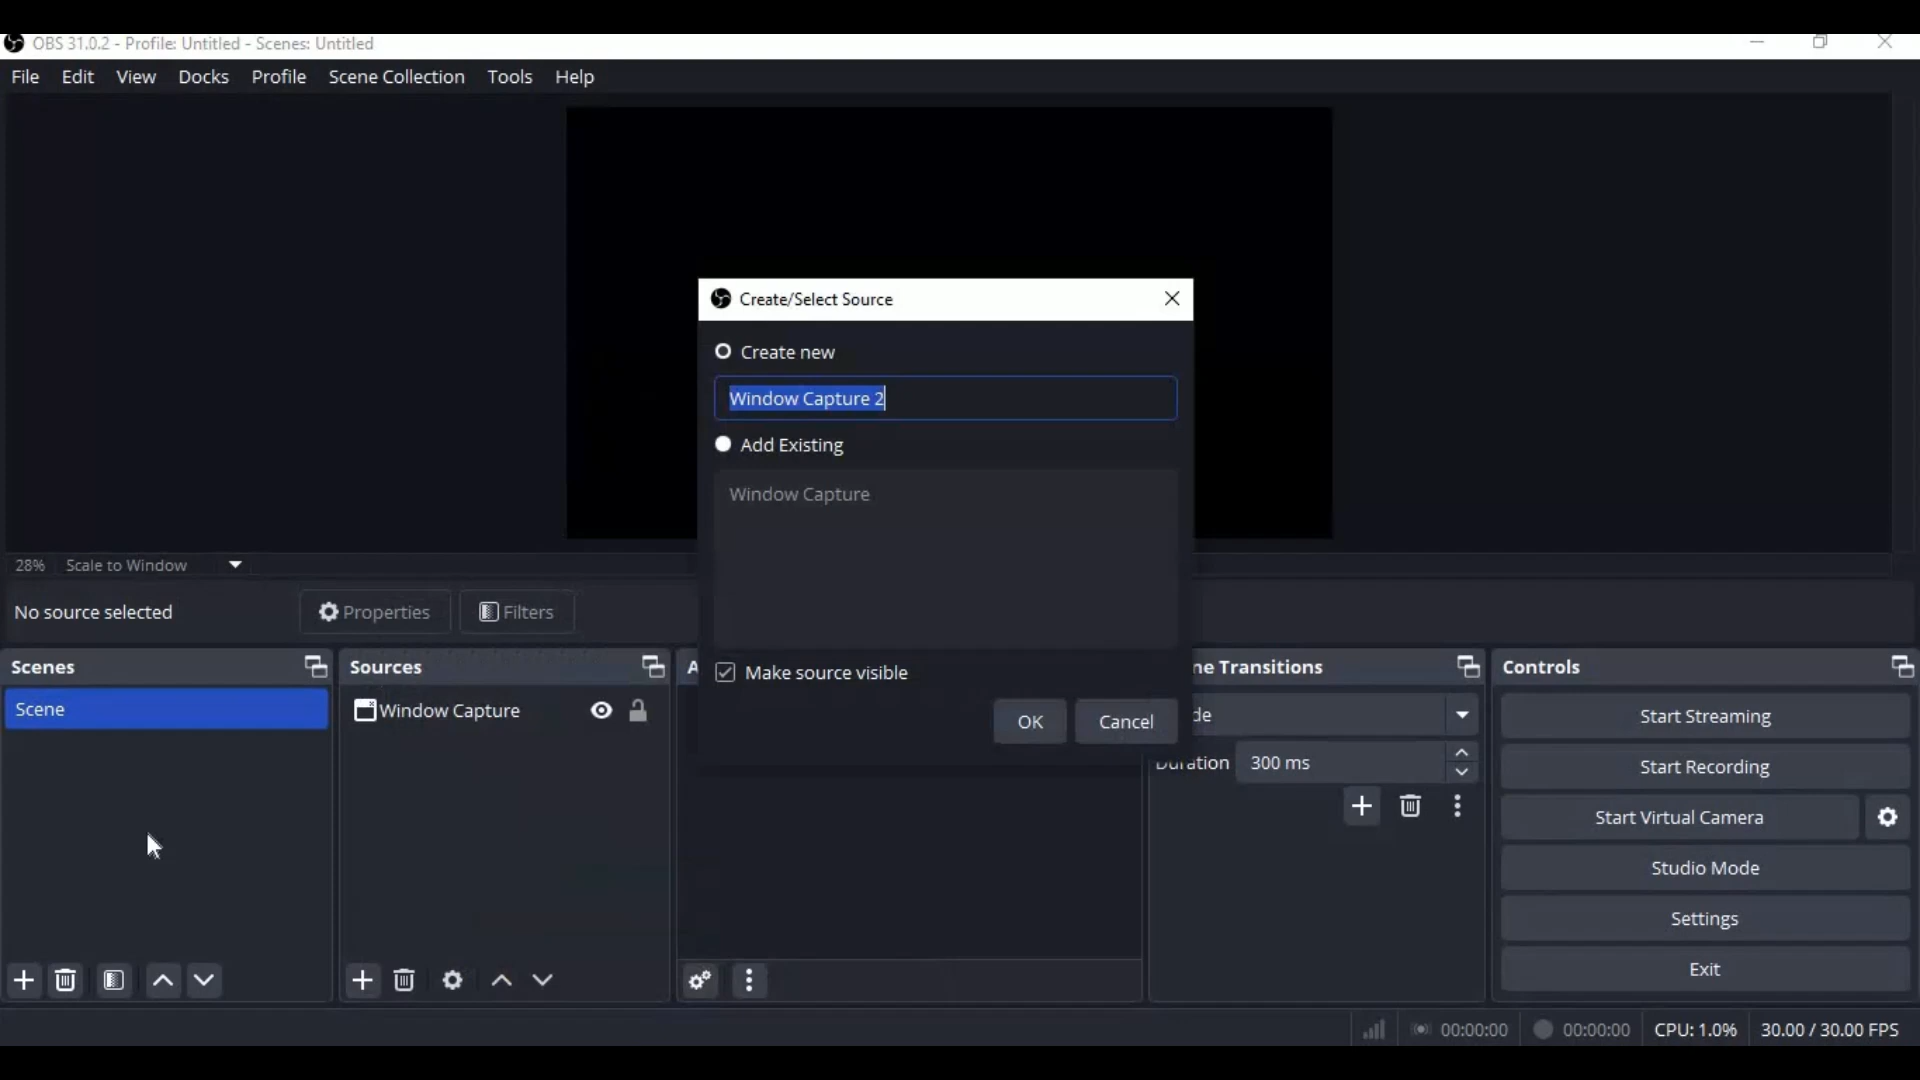 OBS 31.0.2 - Profile: Untitled - Scenes: Untitled
File Edit View Docks Profile Scene Collection Tools Help
Create/Select Source
Create new
Window Capture 2
Add Existing
Window Capture
Make source visible
OK Cancel
28% Scale to Window
No source selected Properties Filters
Scenes
Scene
Sources
Window Capture
A
ne Transitions
de
Duration 300 ms
Controls
Start Streaming
Start Recording
Start Virtual Camera
Studio Mode
Settings
Exit
00:00:00 00:00:00 CPU: 1.0% 30.00 / 30.00 FPS